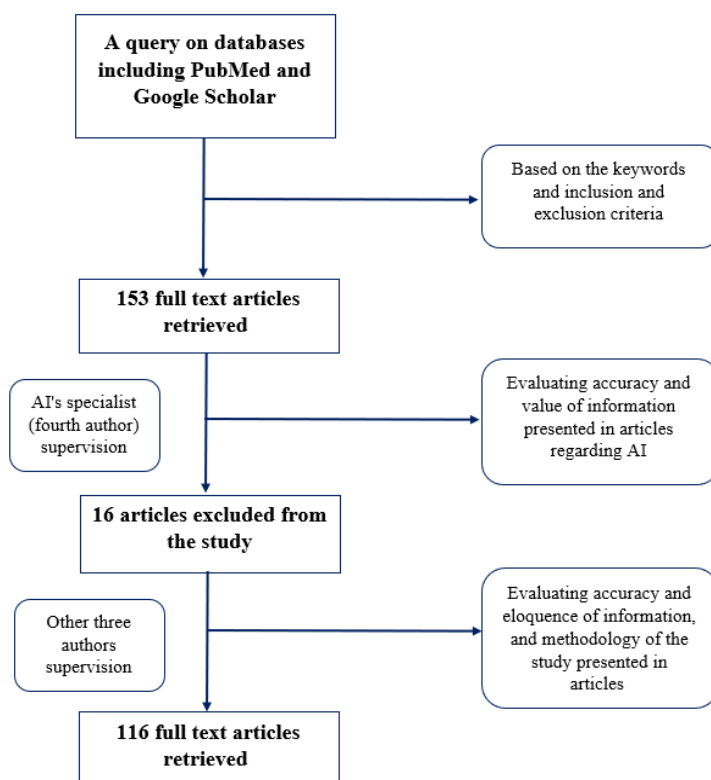 A query on databases
including PubMed and
Google Scholar
Based on the keywords
and inclusion and
exclusion criteria
153 full text articles
retrieved
AI's specialist
(fourth author)
supervision
Evaluating accuracy and
value of information
presented in articles
regarding AI
16 articles excluded from
the study
Other three
authors
supervision
Evaluating accuracy and
eloquence of information,
and methodology of the
study presented in
articles
116 full text articles
retrieved